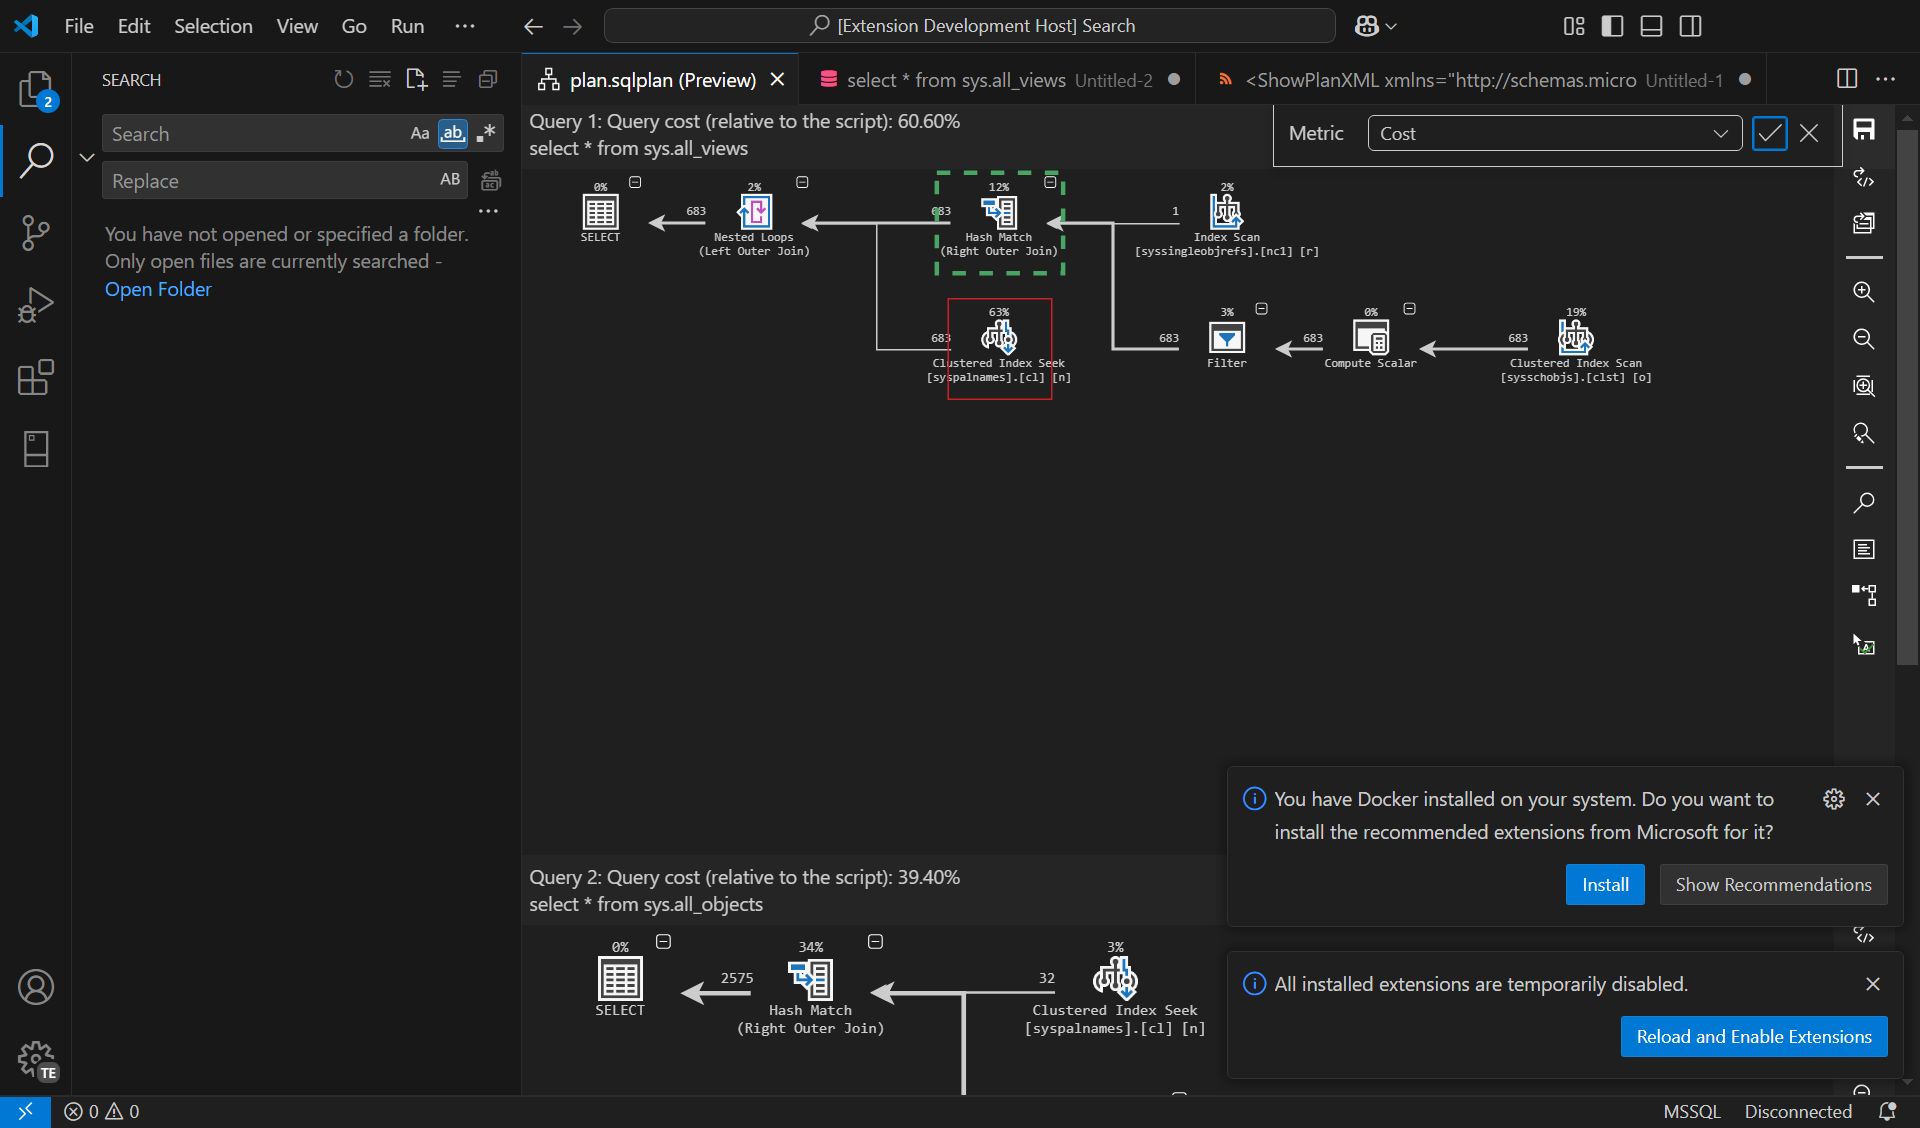 File Edit Selection View Go Run
[Extension Development Host] Search
2
SEARCH
Search
Aa
ab
Replace
AB
You have not opened or specified a folder.
Only open files are currently searched -
Open Folder
TE
plan.sqlplan (Preview)
select * from sys.all_views Untitled-2
<ShowPlanXML xmlns="http://schemas.micro Untitled-1
Query 1: Query cost (relative to the script): 60.60%
select * from sys.all_views
Metric
Cost
0%
SELECT
683
2%
Nested Loops
(Left Outer Join)
683
12%
Hash Match
(Right Outer Join)
1
2%
Index Scan
[syssingleobjrefs].[nc1] [r]
683
63%
Clustered Index Seek
[syspalnames].[cl] [n]
683
3%
Filter
683
0%
Compute Scalar
683
19%
Clustered Index Scan
[sysschobjs].[clst] [o]
Query 2: Query cost (relative to the script): 39.40%
select * from sys.all_objects
0%
SELECT
2575
34%
Hash Match
(Right Outer Join)
32
3%
Clustered Index Seek
[syspalnames].[cl] [n]
You have Docker installed on your system. Do you want to
install the recommended extensions from Microsoft for it?
Install
Show Recommendations
All installed extensions are temporarily disabled.
Reload and Enable Extensions
0
0
MSSQL
Disconnected